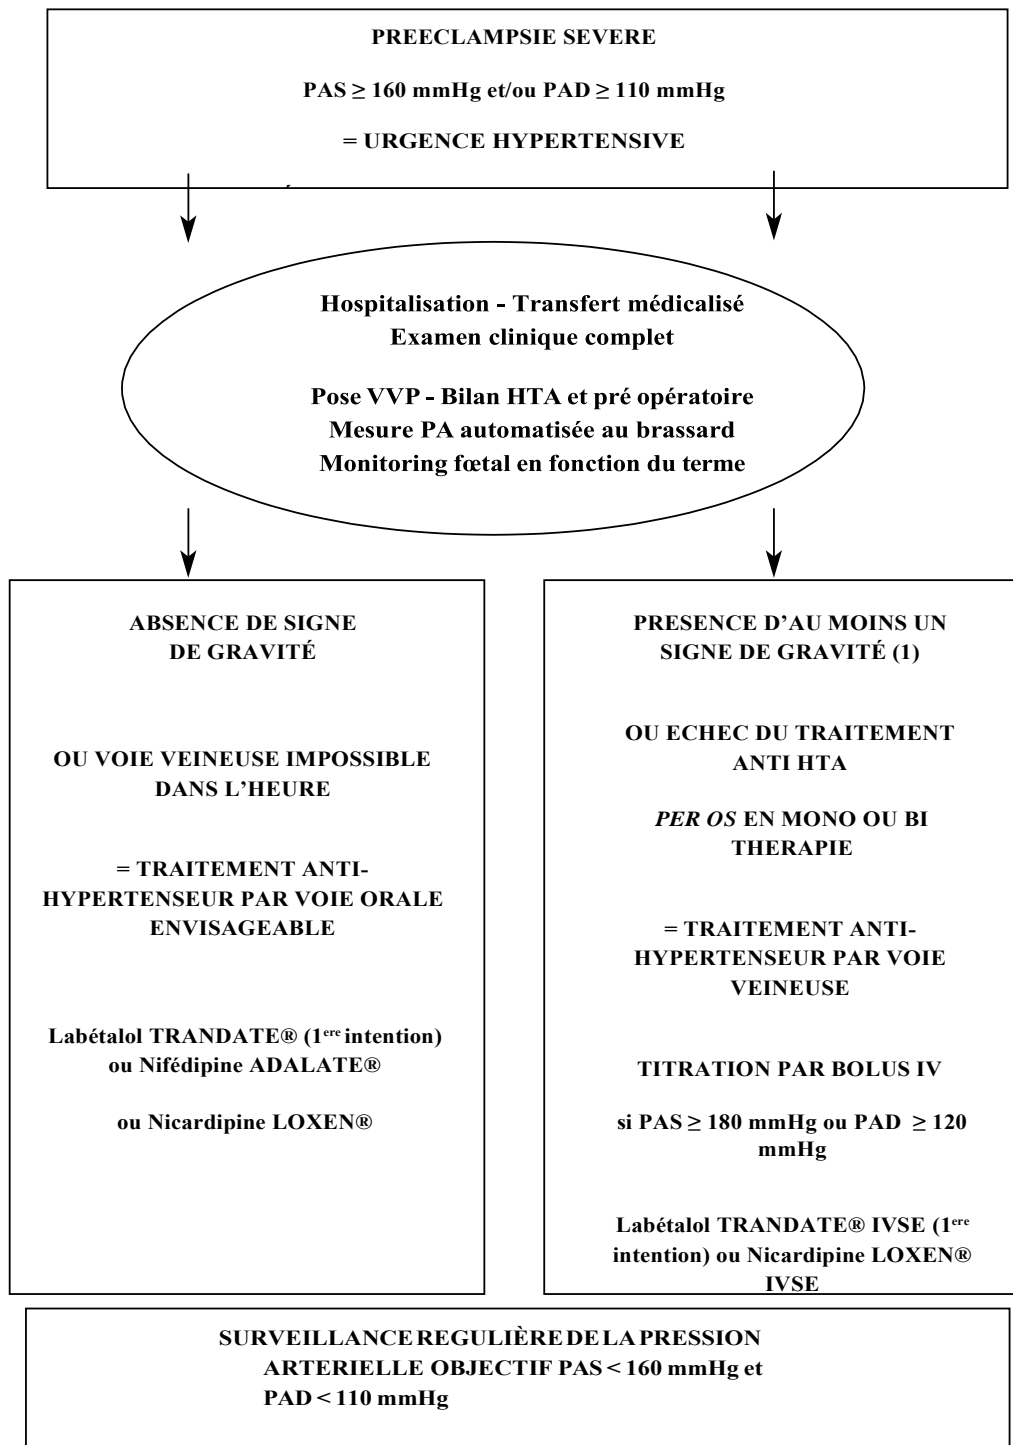 PREECLAMPSIE SEVERE
PAS ≥ 160 mmHg et/ou PAD ≥ 110 mmHg
= URGENCE HYPERTENSIVE
Hospitalisation - Transfert médicalisé
Examen clinique complet
Pose VVP - Bilan HTA et pré opératoire
Mesure PA automatisée au brassard
Monitoring fœtal en fonction du terme
ABSENCE DE SIGNE
DE GRAVITÉ
OU VOIE VEINEUSE IMPOSSIBLE
DANS L’HEURE
= TRAITEMENT ANTI-
HYPERTENSEUR PAR VOIE ORALE
ENVISAGEABLE
Labétalol TRANDATE® (1ere intention)
ou Nifédipine ADALATE®
ou Nicardipine LOXEN®
PRESENCE D’AU MOINS UN
SIGNE DE GRAVITÉ (1)
OU ECHEC DU TRAITEMENT
ANTI HTA
PER OS EN MONO OU BI
THERAPIE
= TRAITEMENT ANTI-
HYPERTENSEUR PAR VOIE
VEINEUSE
TITRATION PAR BOLUS IV
si PAS ≥ 180 mmHg ou PAD ≥ 120
mmHg
Labétalol TRANDATE® IVSE (1ere
intention) ou Nicardipine LOXEN®
IVSE
SURVEILLANCE REGULIÈRE DE LA PRESSION
ARTERIELLE OBJECTIF PAS < 160 mmHg et
PAD < 110 mmHg